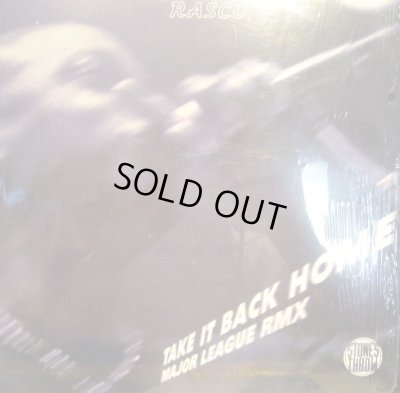 RASCO
SOLD OUT
TAKE IT BACK HOME
MAJOR LEAGUE RMX
STONES
THROW